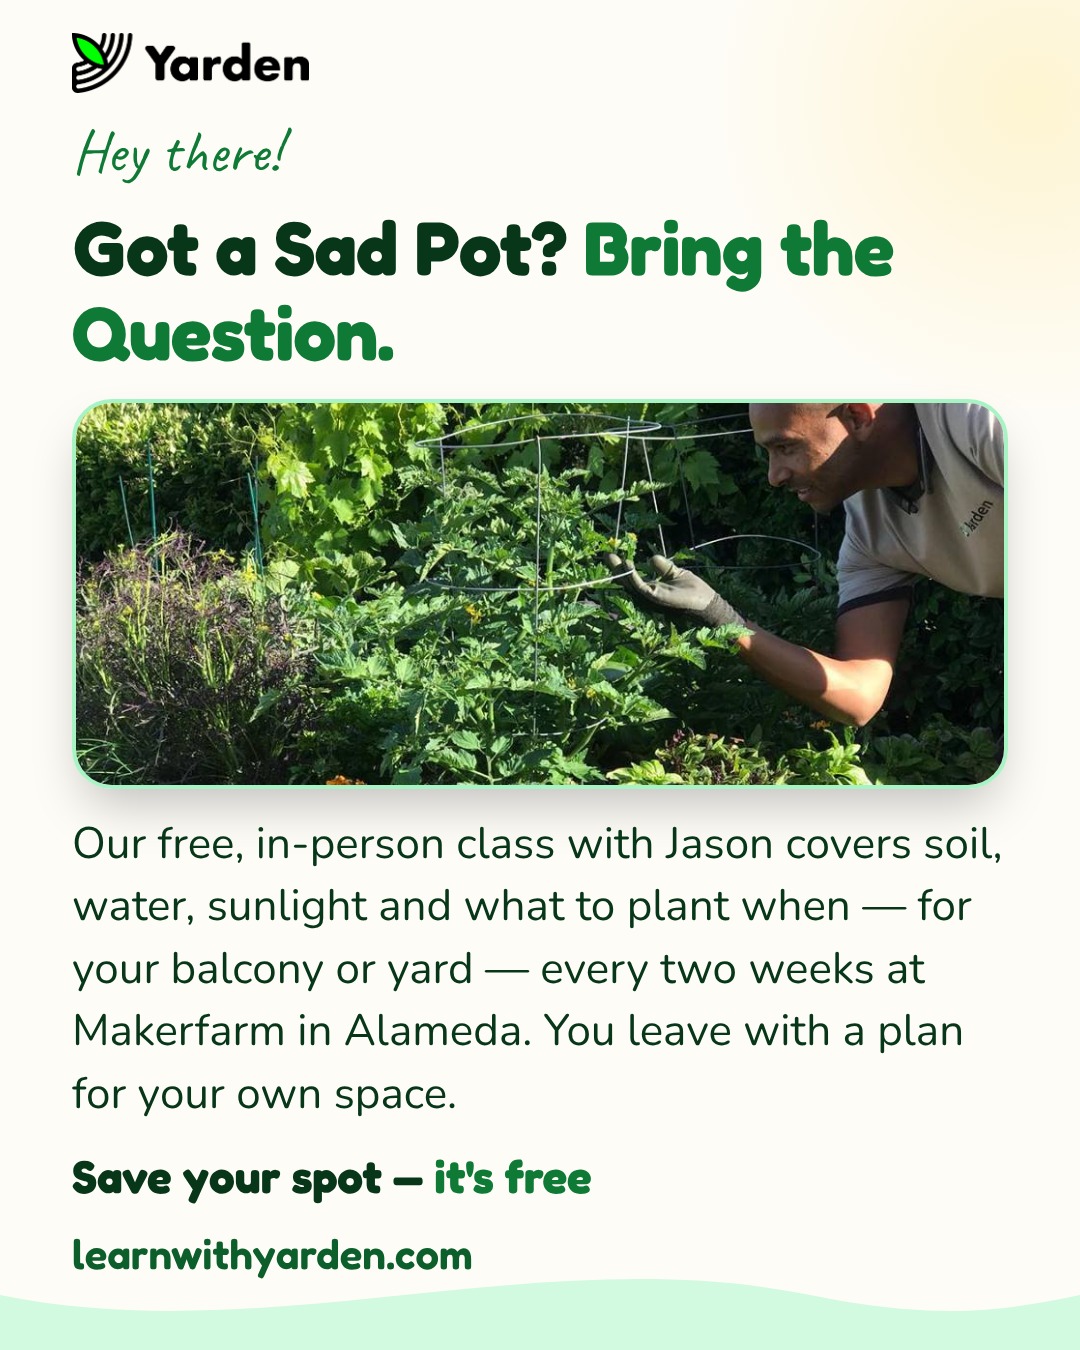 Yarden
Hey there!
Got a Sad Pot? Bring the
Question.
Yarden
Our free, in-person class with Jason covers soil,
water, sunlight and what to plant when — for
your balcony or yard — every two weeks at
Makerfarm in Alameda. You leave with a plan
for your own space.
Save your spot — it's free
learnwithyarden.com